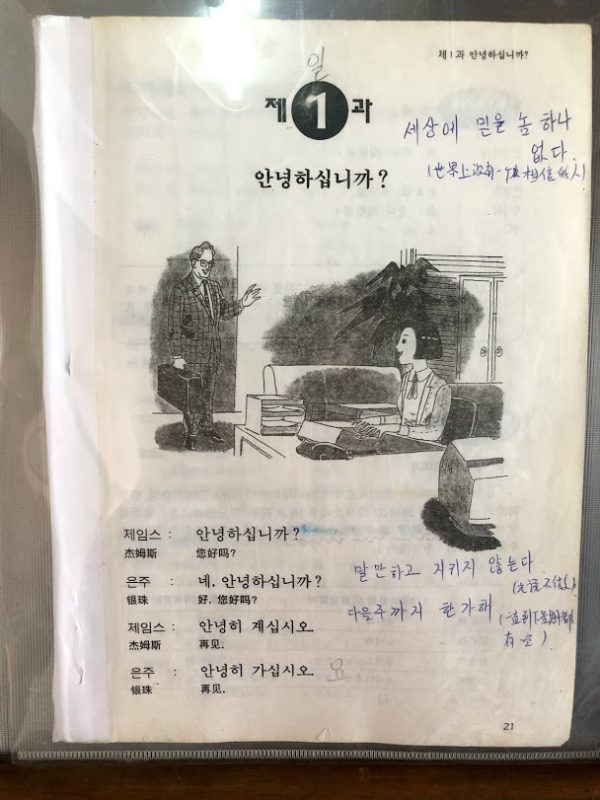 제1과 안녕하십니까?
일
제 1 과
세상에 믿을 놈 하나
없다.
(世界上没有一个值相信的人)
안녕하십니까?
제임스 : 안녕하십니까?
杰姆斯 您好吗?
말만하고 지키지 않는다
은주 : 네, 안녕하십니까?
银珠 好, 您好吗?
다음주까지 한가해
有空)
제임스 : 안녕히 계십시오.
杰姆斯 再见.
은주 : 안녕히 가십시오. 요
银珠 再见.
21